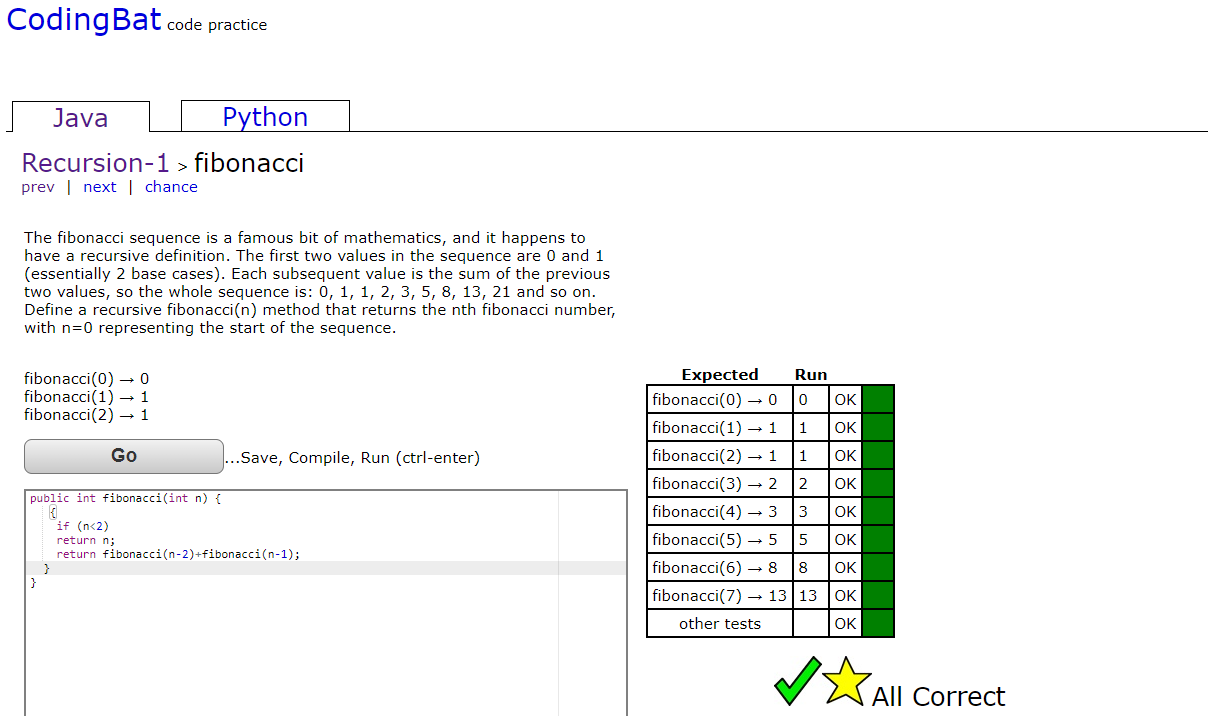 CodingBat code practice
Java
Python
Recursion-1 > fibonacci
prev | next | chance
The fibonacci sequence is a famous bit of mathematics, and it happens to
have a recursive definition. The first two values in the sequence are 0 and 1
(essentially 2 base cases). Each subsequent value is the sum of the previous
two values, so the whole sequence is: 0, 1, 1, 2, 3, 5, 8, 13, 21 and so on.
Define a recursive fibonacci(n) method that returns the nth fibonacci number,
with n=0 representing the start of the sequence.
fibonacci(0) → 0
fibonacci(1) → 1
fibonacci(2) → 1
Go ...Save, Compile, Run (ctrl-enter)
public int fibonacci(int n) {
{
if (n<2)
return n;
return fibonacci(n-2)+fibonacci(n-1);
}
}
Expected Run
fibonacci(0) → 0 0 OK
fibonacci(1) → 1 1 OK
fibonacci(2) → 1 1 OK
fibonacci(3) → 2 2 OK
fibonacci(4) → 3 3 OK
fibonacci(5) → 5 5 OK
fibonacci(6) → 8 8 OK
fibonacci(7) → 13 13 OK
other tests OK
All Correct